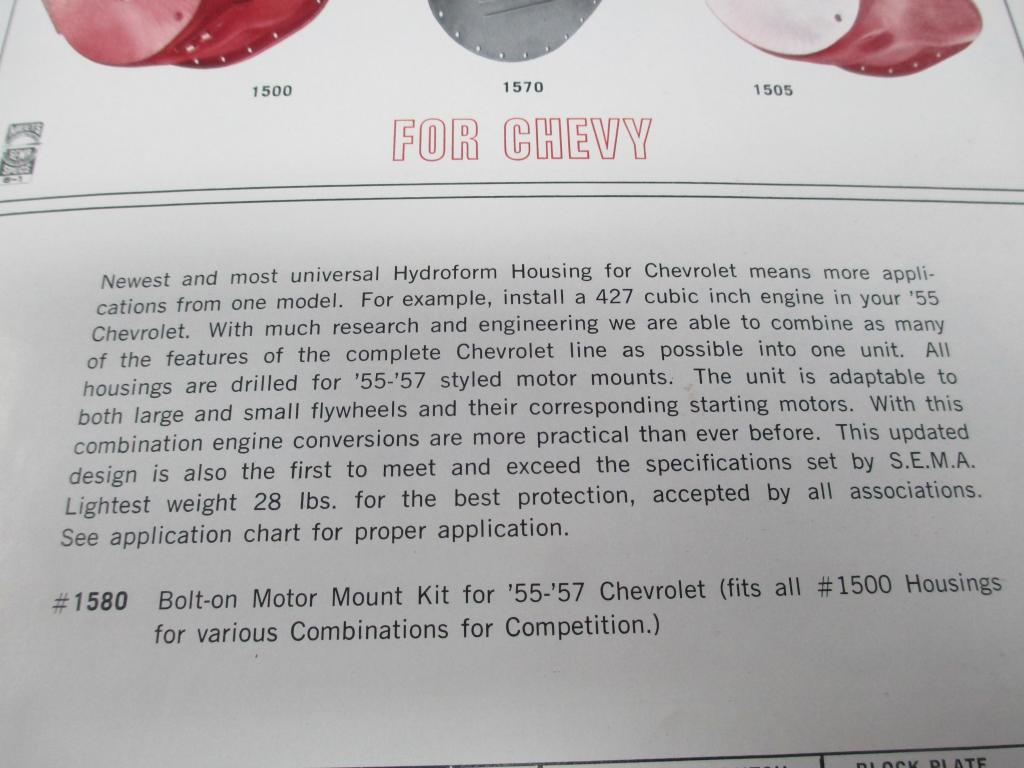 1500
1570
1505
FOR CHEVY
MEETS
SEMA
SPECS
Newest and most universal Hydroform Housing for Chevrolet means more appli-
cations from one model. For example, install a 427 cubic inch engine in your '55
Chevrolet. With much research and engineering we are able to combine as many
of the features of the complete Chevrolet line as possible into one unit. All
housings are drilled for '55-'57 styled motor mounts. The unit is adaptable to
both large and small flywheels and their corresponding starting motors. With this
combination engine conversions are more practical than ever before. This updated
design is also the first to meet and exceed the specifications set by S.E.M.A.
Lightest weight 28 lbs. for the best protection, accepted by all associations.
See application chart for proper application.
#1580 Bolt-on Motor Mount Kit for '55-'57 Chevrolet (fits all #1500 Housings
for various Combinations for Competition.)
BLOCK PLATE